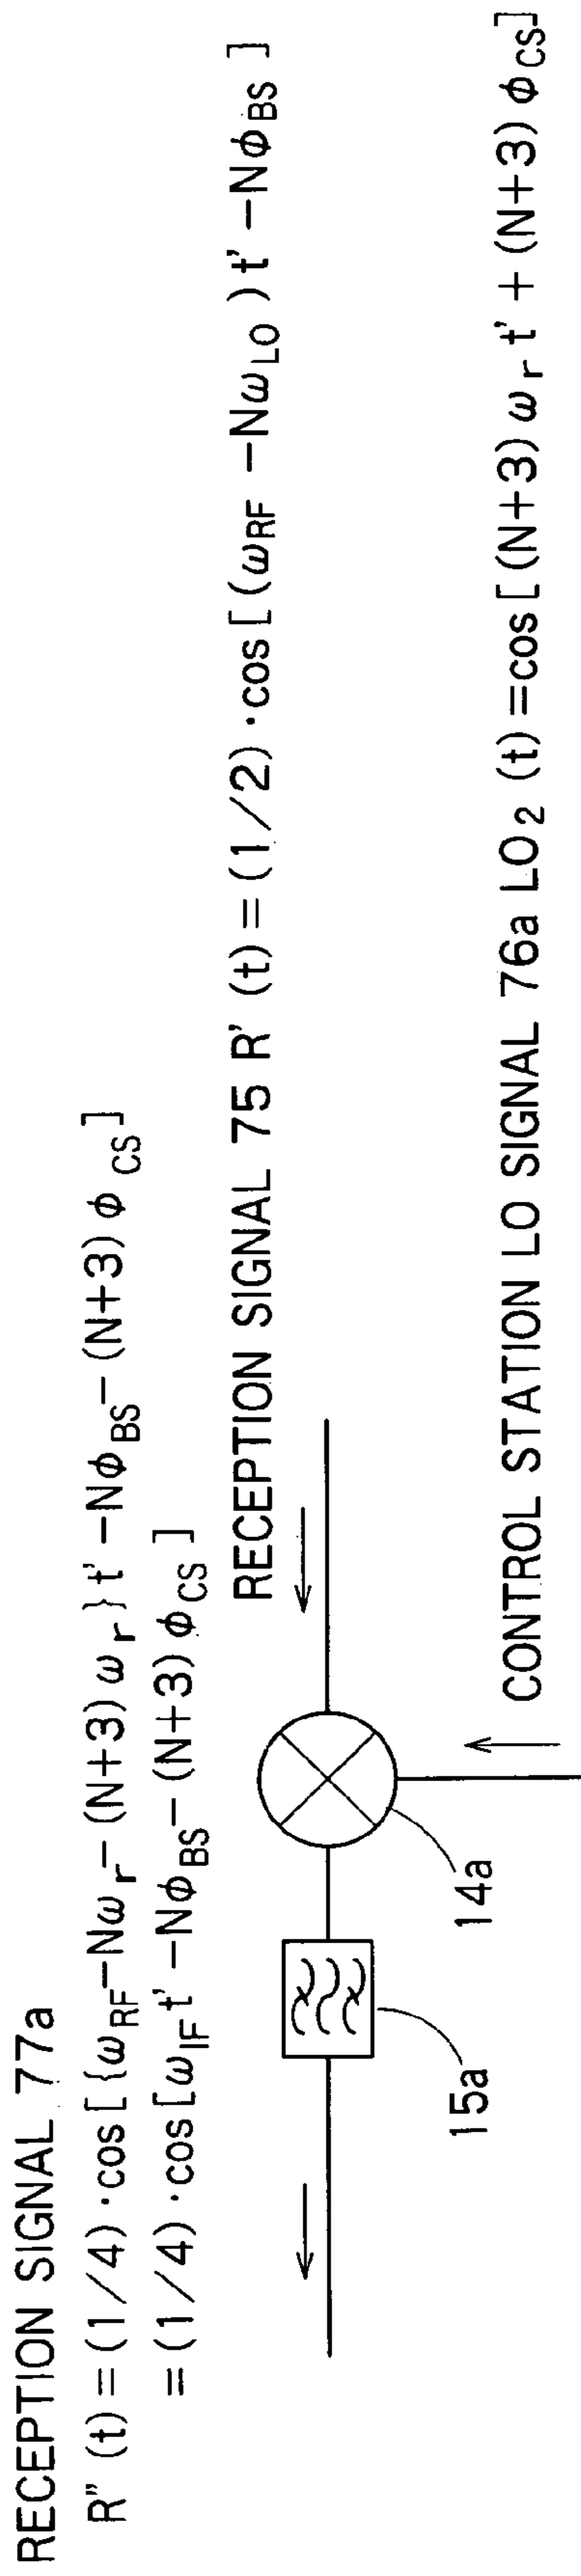 RECEPTION SIGNAL 77a
R" (t) = (1/4) · cos [ {ω_RF − Nω_r − (N+3) ω_r } t' − Nφ_BS − (N+3) φ_CS ]
= (1/4) · cos [ω_IF t' − Nφ_BS − (N+3) φ_CS ]
RECEPTION SIGNAL 75 R' (t) = (1/2) · cos [ (ω_RF − Nω_LO ) t' − Nφ_BS ]
15a
14a
CONTROL STATION LO SIGNAL 76a LO_2 (t) = cos [ (N+3) ω_r t' + (N+3) φ_CS ]